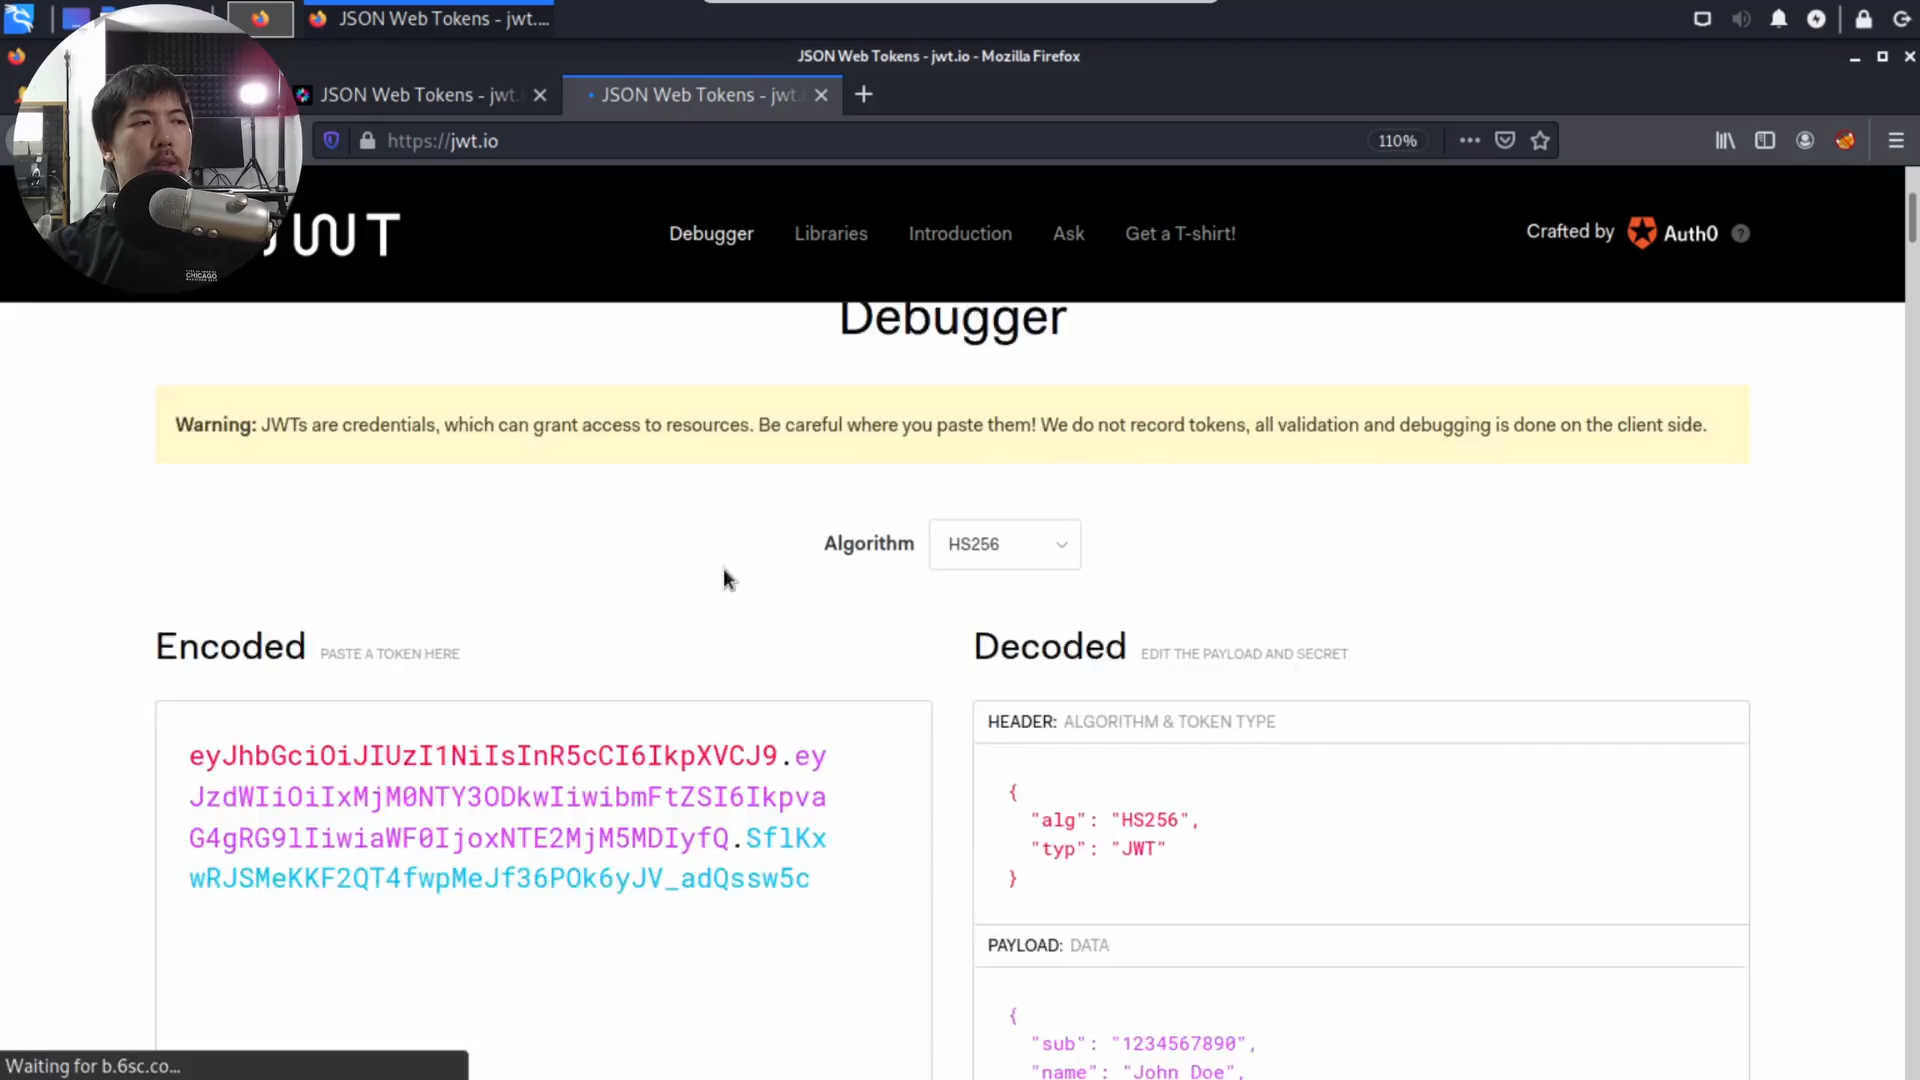 JSON Web Tokens - jwt....
JSON Web Tokens - jwt.io - Mozilla Firefox
JSON Web Tokens - jwt.
JSON Web Tokens - jwt.
https://jwt.io
110%
JWT
Debugger
Libraries
Introduction
Ask
Get a T-shirt!
Crafted by
Auth0
?
CHICAGO
Debugger
Warning: JWTs are credentials, which can grant access to resources. Be careful where you paste them! We do not record tokens, all validation and debugging is done on the client side.
Algorithm
HS256
Encoded PASTE A TOKEN HERE
eyJhbGciOiJIUzI1NiIsInR5cCI6IkpXVCJ9.ey
JzdWIiOiIxMjM0NTY3ODkwIiwibmFtZSI6Ikpva
G4gRG9lIiwiaWF0IjoxNTE2MjM5MDIyfQ.SflKx
wRJSMeKKF2QT4fwpMeJf36POk6yJV_adQssw5c
Decoded EDIT THE PAYLOAD AND SECRET
HEADER: ALGORITHM & TOKEN TYPE
{
"alg": "HS256",
"typ": "JWT"
}
PAYLOAD: DATA
{
"sub": "1234567890",
"name": "John Doe",
Waiting for b.6sc.co...